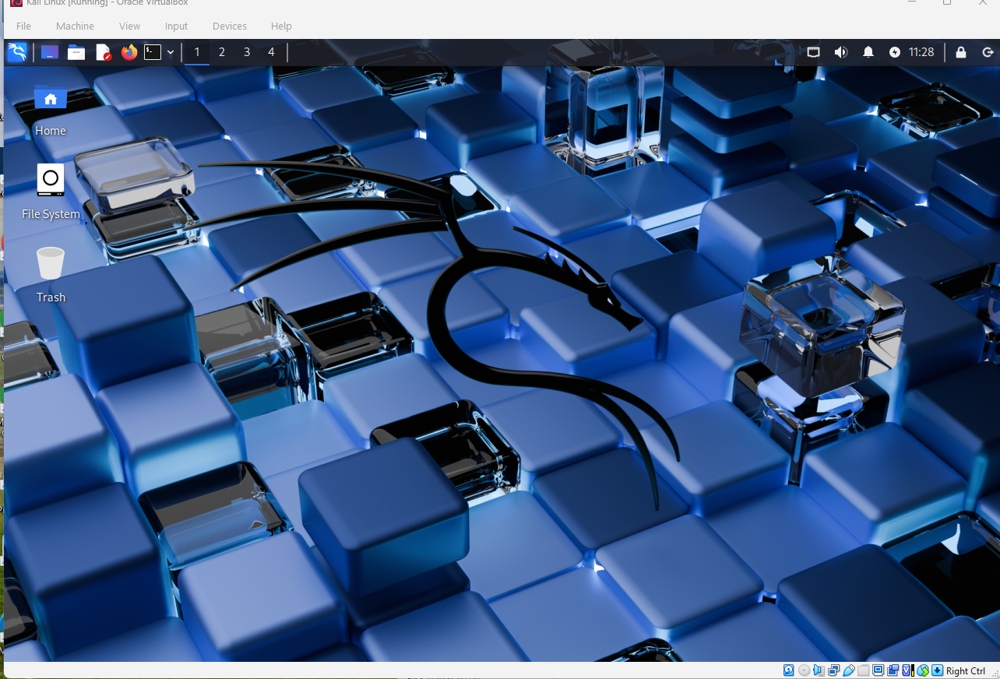 Kali Linux [Running] - Oracle VirtualBox
File Machine View Input Devices Help
1 2 3 4 11:28
Home
File System
Trash
Right Ctrl